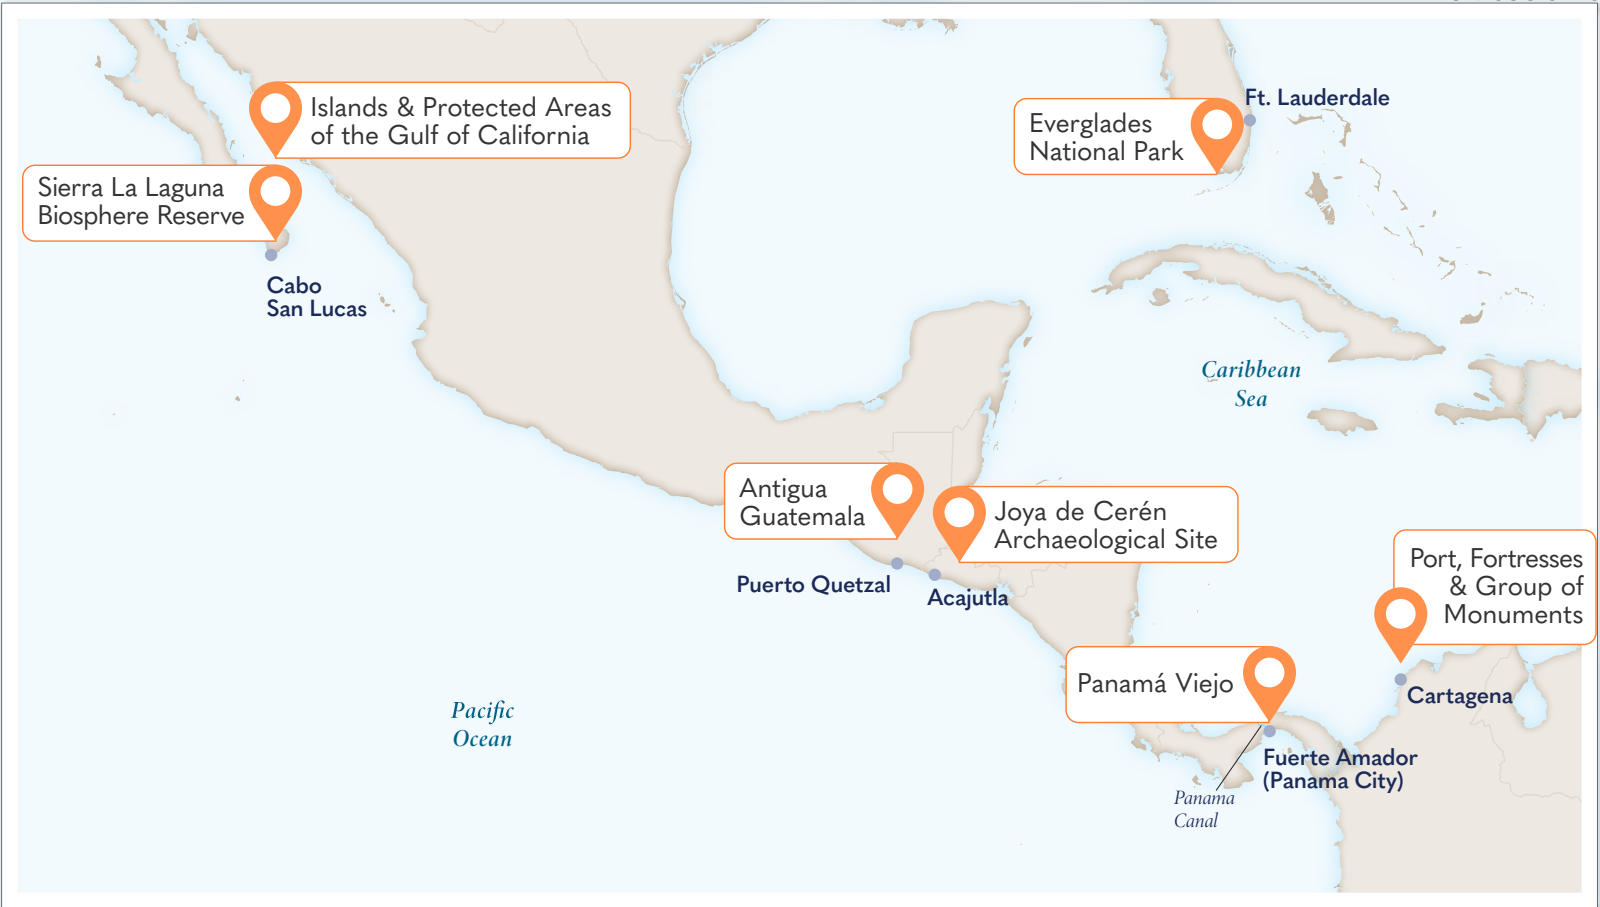 Islands & Protected Areas
of the Gulf of California
Sierra La Laguna
Biosphere Reserve
Cabo
San Lucas
Ft. Lauderdale
Everglades
National Park
Caribbean
Sea
Antigua
Guatemala
Joya de Cerén
Archaeological Site
Puerto Quetzal
Acajutla
Port, Fortresses
& Group of
Monuments
Panamá Viejo
Cartagena
Pacific
Ocean
Fuerte Amador
(Panama City)
Panama
Canal